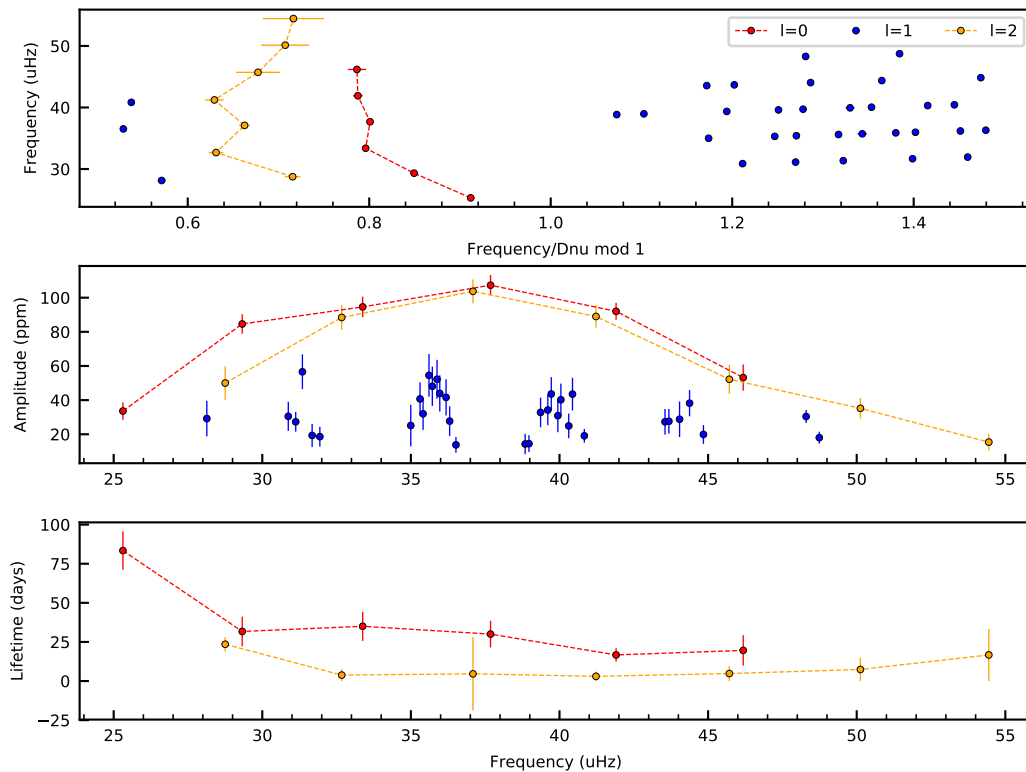 50
40
30
Frequency (uHz)
l=0 l=1 l=2
0.6 0.8 1.0 1.2 1.4
Frequency/Dnu mod 1
100
80
60
40
20
Amplitude (ppm)
25 30 35 40 45 50 55
100
75
50
25
0
−25
Lifetime (days)
25 30 35 40 45 50 55
Frequency (uHz)